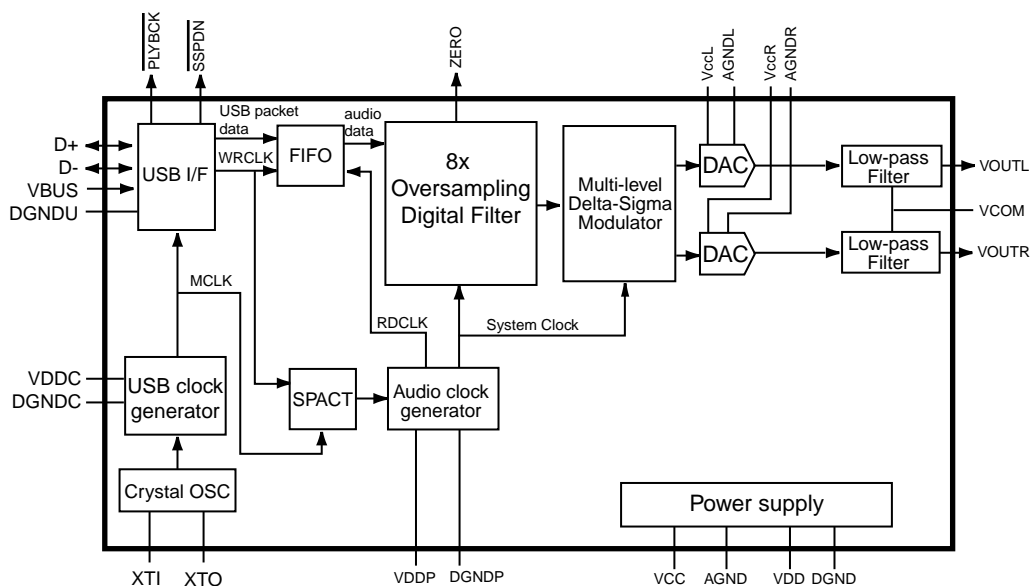 PLYBCK
SSPDN
ZERO
VccL
AGNDL
VccR
AGNDR
D+
D-
VBUS
DGNDU
USB I/F
USB packet
data
WRCLK
FIFO
audio
data
8x
Oversampling
Digital Filter
Multi-level
Delta-Sigma
Modulator
DAC
DAC
Low-pass
Filter
Low-pass
Filter
VOUTL
VCOM
VOUTR
MCLK
RDCLK
System Clock
VDDC
DGNDC
USB clock
generator
SPACT
Audio clock
generator
Crystal OSC
Power supply
XTI
XTO
VDDP
DGNDP
VCC
AGND
VDD
DGND